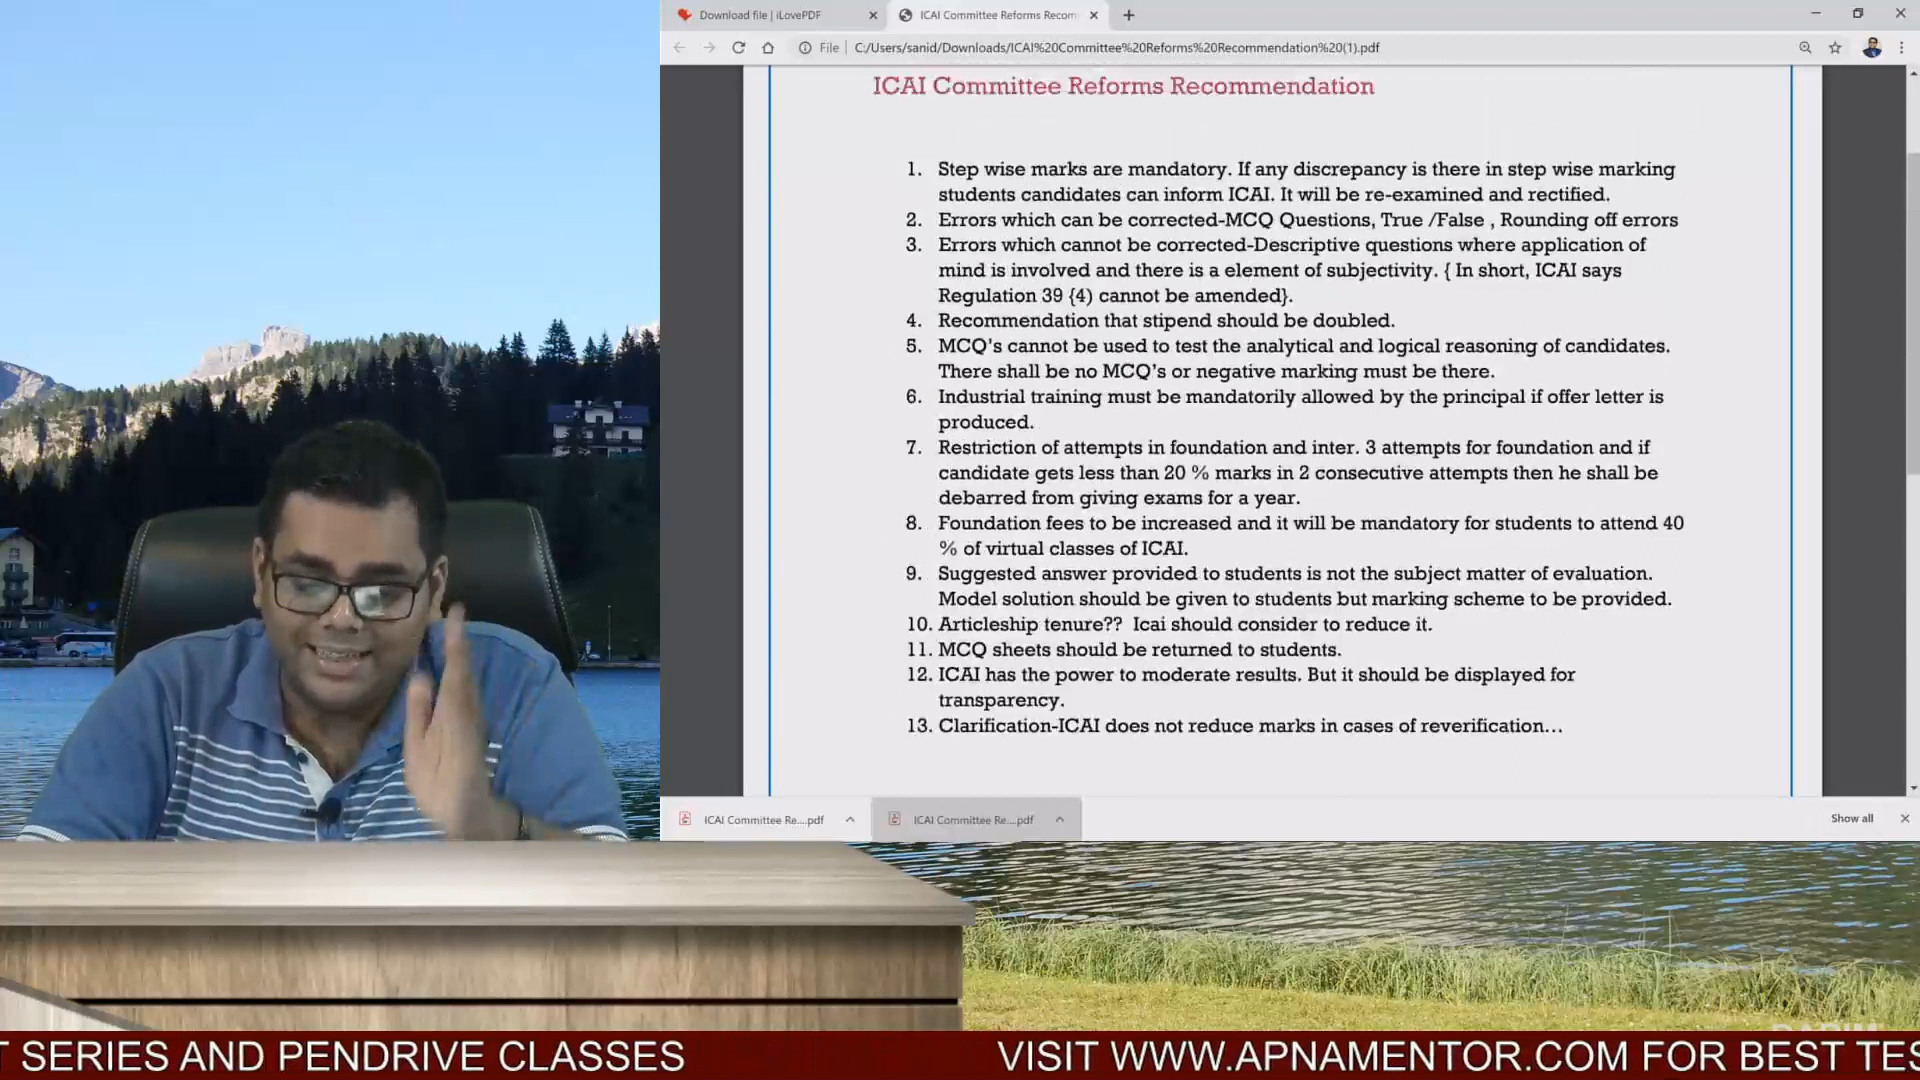 Download file | iLovePDF
ICAI Committee Reforms Recom
File
C:/Users/sanid/Downloads/ICAI%20Committee%20Reforms%20Recommendation%20(1).pdf
ICAI Committee Reforms Recommendation
1. Step wise marks are mandatory. If any discrepancy is there in step wise marking
students candidates can inform ICAI. It will be re-examined and rectified.
2. Errors which can be corrected-MCQ Questions, True /False , Rounding off errors
3. Errors which cannot be corrected-Descriptive questions where application of
mind is involved and there is a element of subjectivity. { In short, ICAI says
Regulation 39 {4) cannot be amended}.
4. Recommendation that stipend should be doubled.
5. MCQ's cannot be used to test the analytical and logical reasoning of candidates.
There shall be no MCQ's or negative marking must be there.
6. Industrial training must be mandatorily allowed by the principal if offer letter is
produced.
7. Restriction of attempts in foundation and inter. 3 attempts for foundation and if
candidate gets less than 20 % marks in 2 consecutive attempts then he shall be
debarred from giving exams for a year.
8. Foundation fees to be increased and it will be mandatory for students to attend 40
% of virtual classes of ICAI.
9. Suggested answer provided to students is not the subject matter of evaluation.
Model solution should be given to students but marking scheme to be provided.
10. Articleship tenure?? Icai should consider to reduce it.
11. MCQ sheets should be returned to students.
12. ICAI has the power to moderate results. But it should be displayed for
transparency.
13. Clarification-ICAI does not reduce marks in cases of reverification...
ICAI Committee Re....pdf
ICAI Committee Re....pdf
Show all
T SERIES AND PENDRIVE CLASSES
VISIT WWW.APNAMENTOR.COM FOR BEST TES